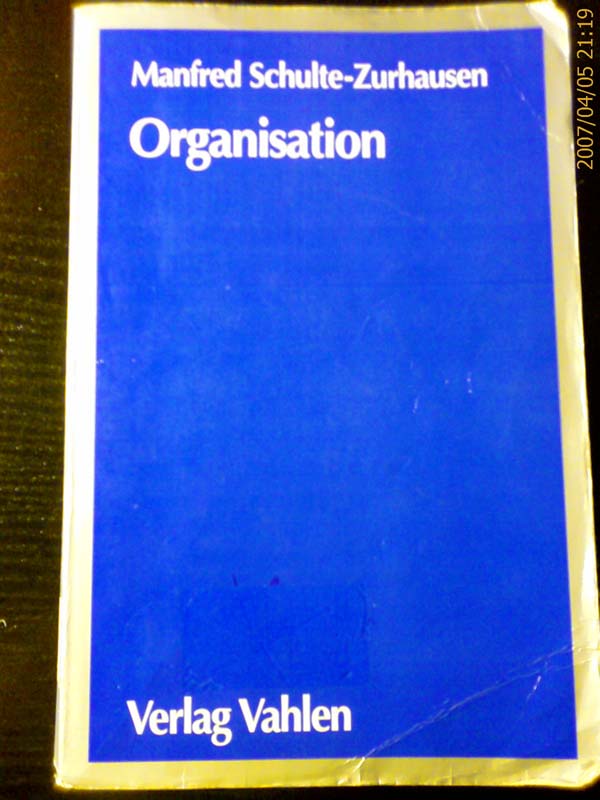 Manfred Schulte-Zurhausen
Organisation
Verlag Vahlen
2007/04/05 21:19